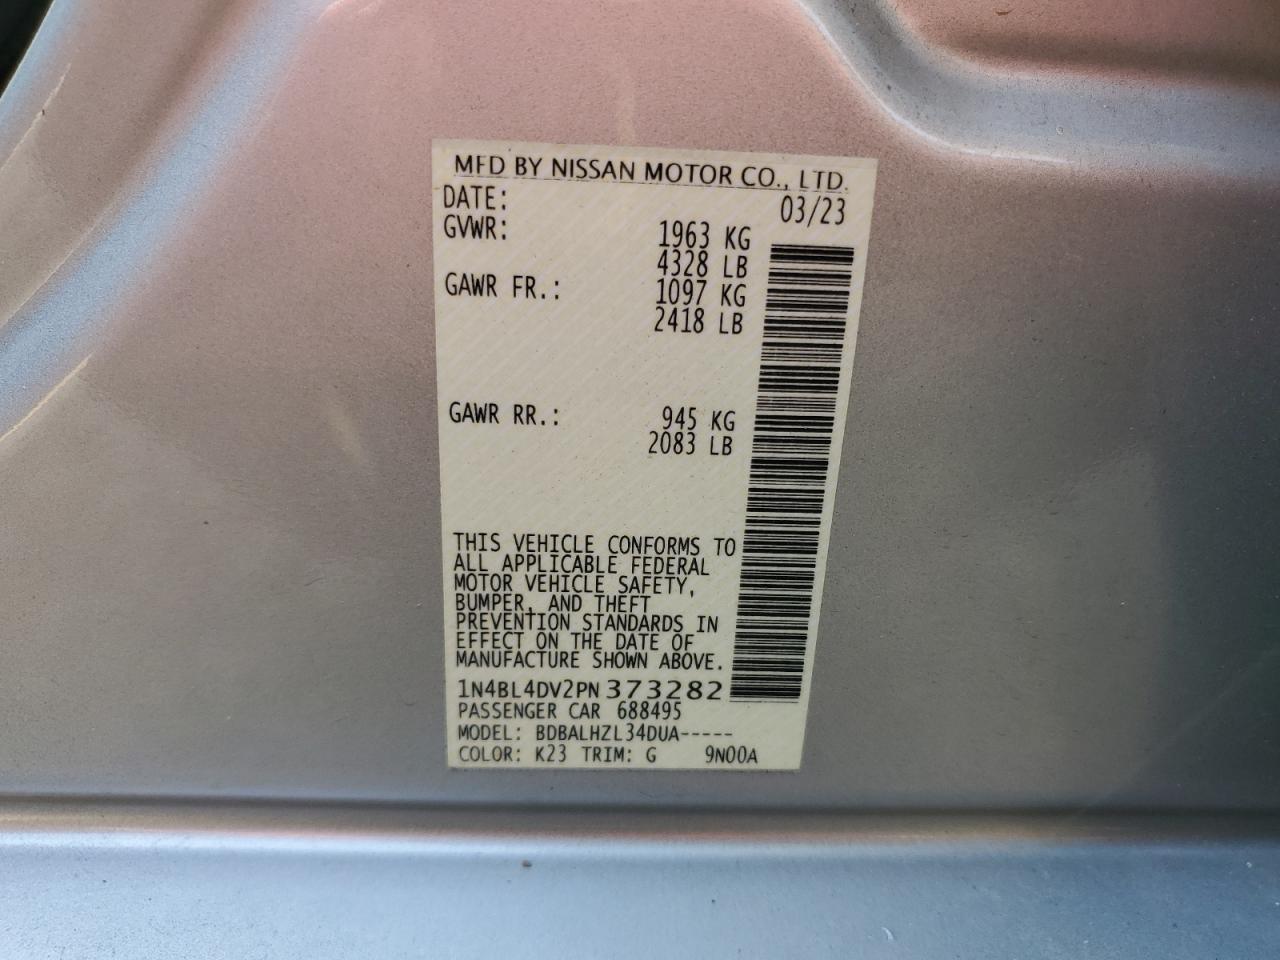 MFD BY NISSAN MOTOR CO., LTD.
DATE: 03/23
GVWR: 1963 KG
4328 LB
GAWR FR.: 1097 KG
2418 LB
GAWR RR.: 945 KG
2083 LB
THIS VEHICLE CONFORMS TO
ALL APPLICABLE FEDERAL
MOTOR VEHICLE SAFETY,
BUMPER, AND THEFT
PREVENTION STANDARDS IN
EFFECT ON THE DATE OF
MANUFACTURE SHOWN ABOVE.
1N4BL4DV2PN373282
PASSENGER CAR 688495
MODEL: BDBALHZL34DUA-----
COLOR: K23 TRIM: G 9N00A